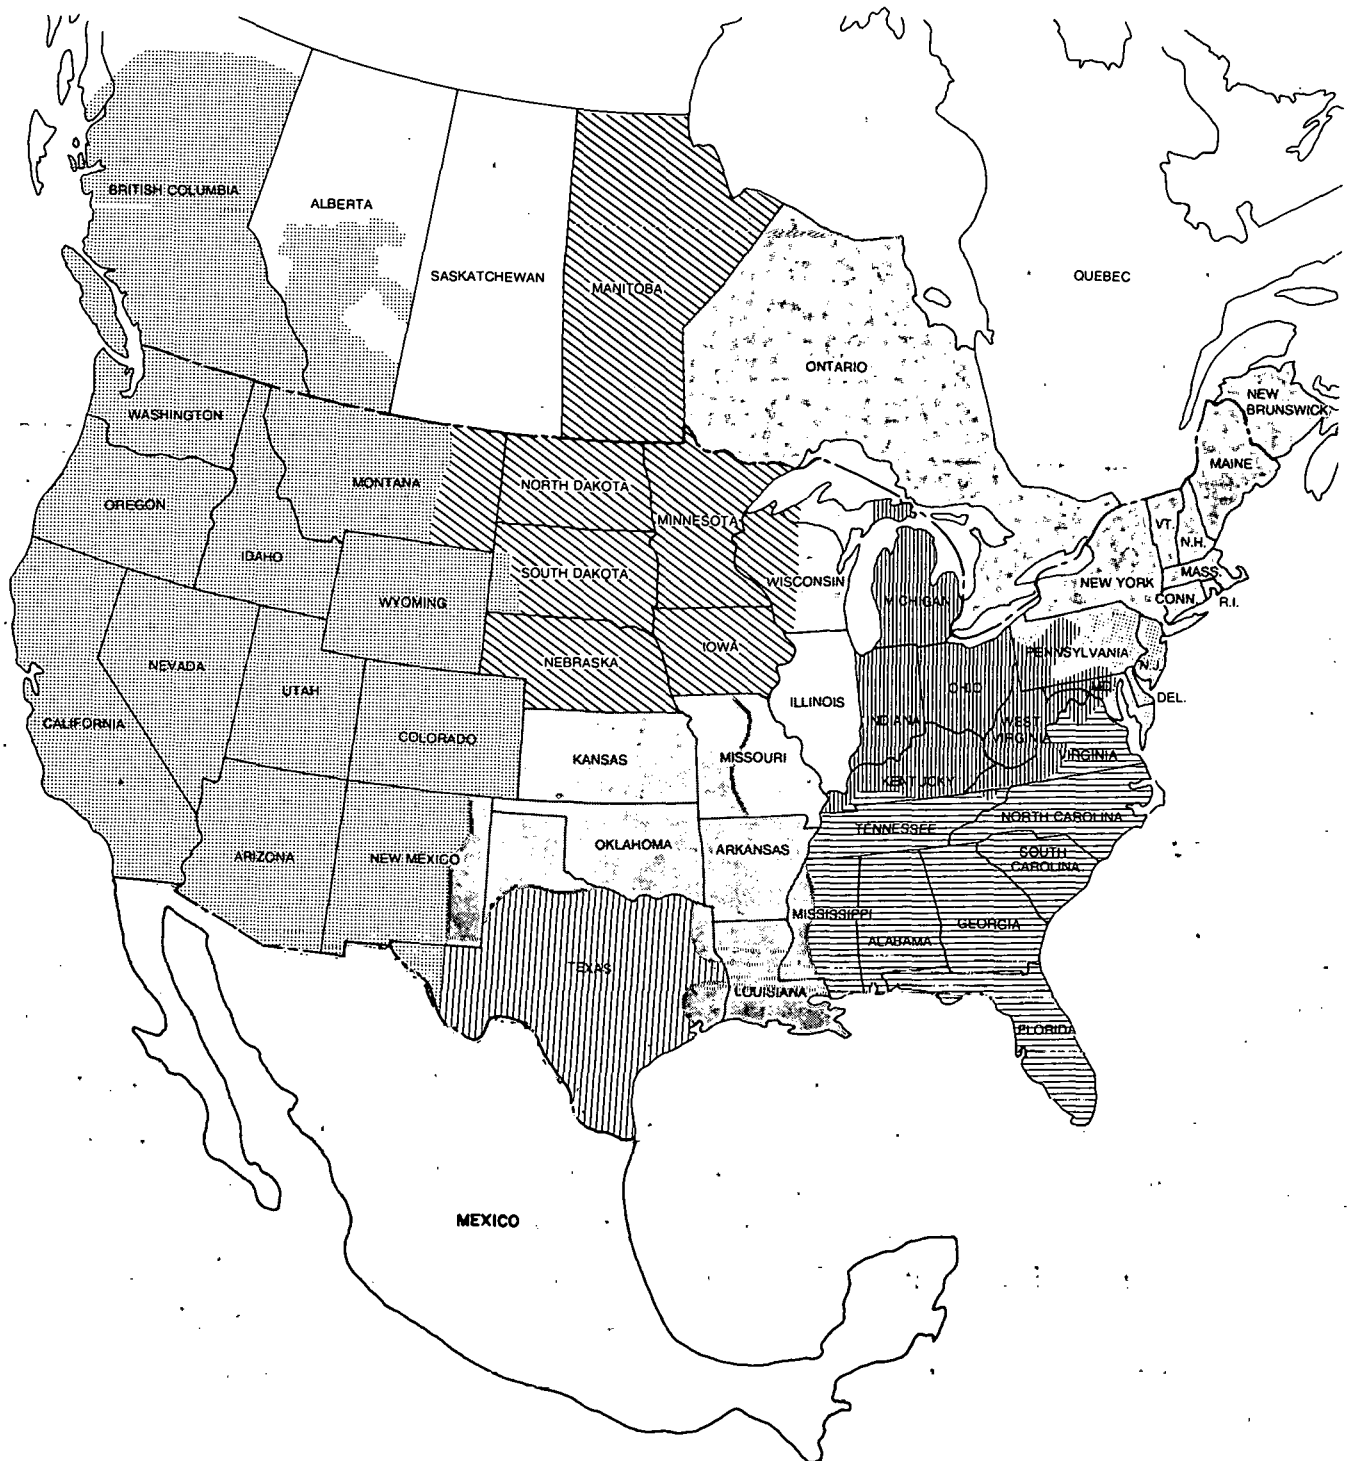 BRITISH COLUMBIA
ALBERTA
SASKATCHEWAN
MANITOBA
ONTARIO
QUEBEC
NEW
BRUNSWICK
MAINE
WASHINGTON
MONTANA
NORTH DAKOTA
MINNESOTA
OREGON
IDAHO
SOUTH DAKOTA
WISCONSIN
WYOMING
MICHIGAN
NEW YORK
VT.
N.H.
MASS.
CONN.
R.I.
NEVADA
UTAH
NEBRASKA
IOWA
PENNSYLVANIA
N.J.
MD.
DEL.
CALIFORNIA
COLORADO
KANSAS
MISSOURI
ILLINOIS
INDIANA
OHIO
WEST
VIRGINIA
VIRGINIA
KENTUCKY
ARIZONA
NEW MEXICO
OKLAHOMA
ARKANSAS
TENNESSEE
NORTH CAROLINA
SOUTH
CAROLINA
MISSISSIPPI
ALABAMA
GEORGIA
TEXAS
LOUISIANA
FLORIDA
MEXICO